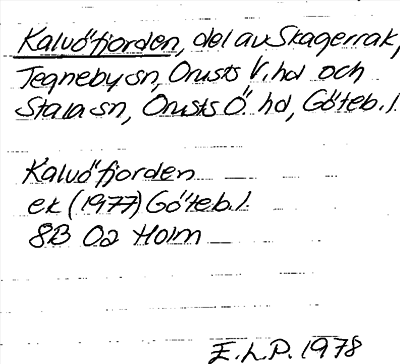 Kalvöfjorden, del av Skagerrak,
Tegneby sn, Orusts V. hd och
Stala sn, Orusts Ö. hd, Göteb. l.
Kalvöfjorden
ek (1977) Göteb. l.
8B 0a Holm
E.L.P. 1978